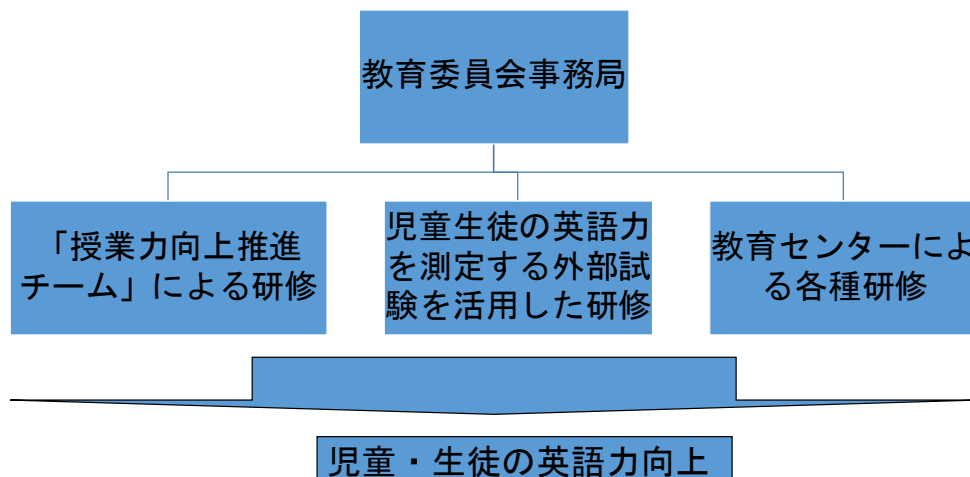 教育委員会事務局
「授業力向上推進
チーム」による研修
児童生徒の英語力
を測定する外部試
験を活用した研修
教育センターによ
る各種研修
児童・生徒の英語力向上